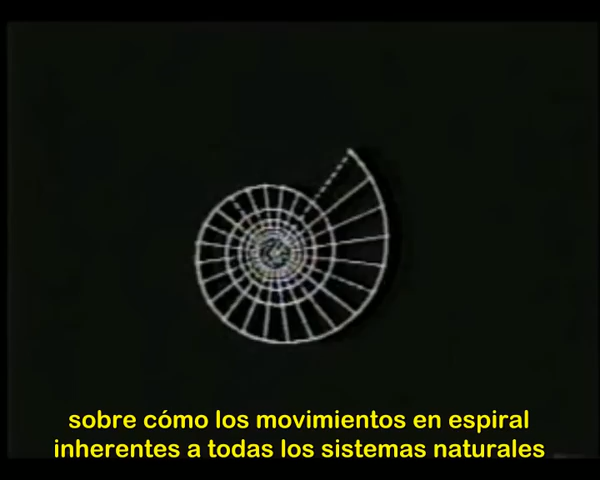 sobre cómo los movimientos en espiral
inherentes a todas los sistemas naturales